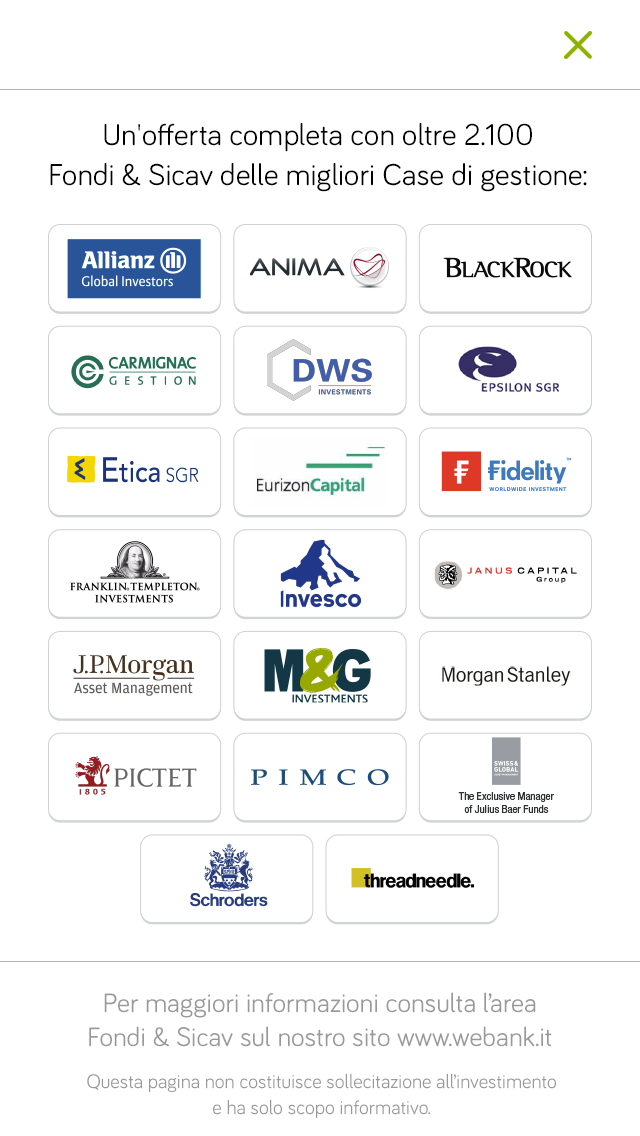 Un'offerta completa con oltre 2.100
Fondi & Sicav delle migliori Case di gestione:
Allianz
Global Investors
ANIMA
BLACKROCK
CARMIGNAC
GESTION
DWS
INVESTMENTS
EPSILON SGR
Etica SGR
EurizonCapital
Fidelity™
WORLDWIDE INVESTMENT
FRANKLIN TEMPLETON
INVESTMENTS
Invesco
JANUS CAPITAL
Group
J.P.Morgan
Asset Management
M&G
INVESTMENTS
Morgan Stanley
1805
PICTET
PIMCO
SWISS &
GLOBAL
The Exclusive Manager
of Julius Baer Funds
Schroders
threadneedle.
Per maggiori informazioni consulta l'area
Fondi & Sicav sul nostro sito www.webank.it
Questa pagina non costituisce sollecitazione all'investimento
e ha solo scopo informativo.